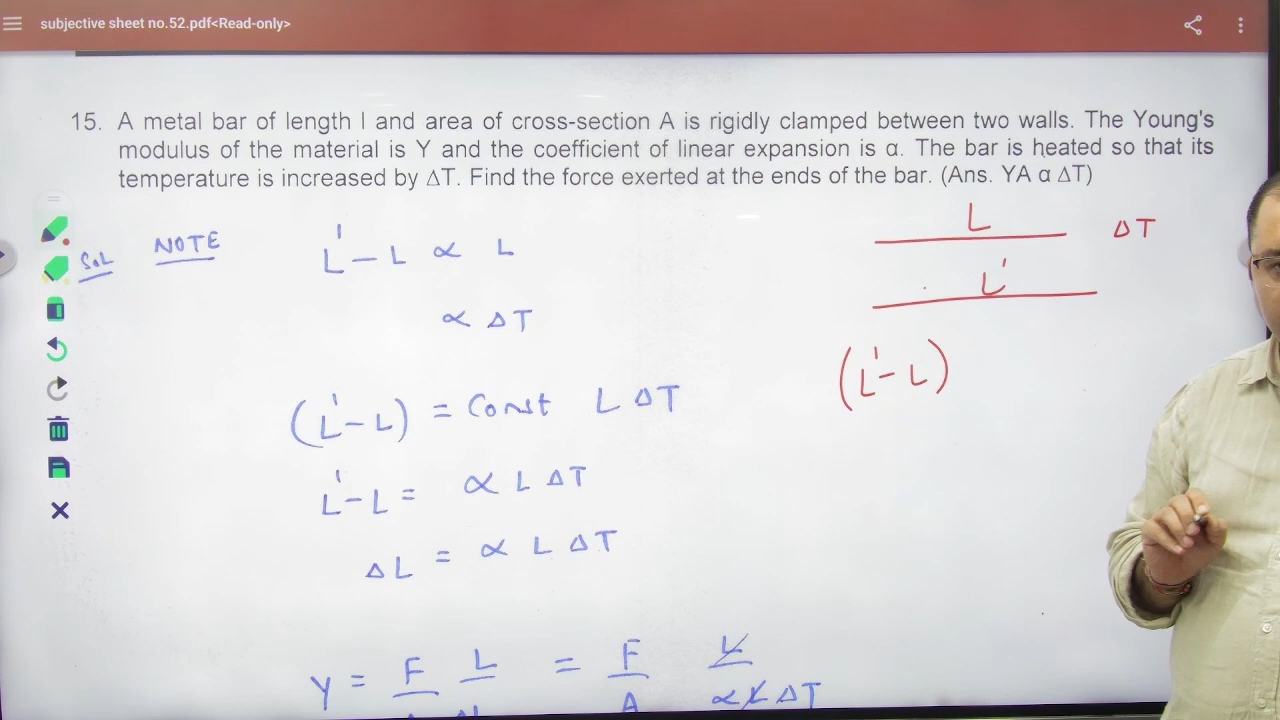 subjective sheet no.52.pdf<Read-only>
15. A metal bar of length l and area of cross-section A is rigidly clamped between two walls. The Young's
modulus of the material is Y and the coefficient of linear expansion is α. The bar is heated so that its
temperature is increased by ΔT. Find the force exerted at the ends of the bar. (Ans. YA α ΔT)
Sol NOTE L' - L ∝ L
∝ ΔT
(L' - L) = Const L ΔT
L' - L = α L ΔT
ΔL = α L ΔT
Y = F L = F L
A α L ΔT
L ΔT
L'
(L' - L)